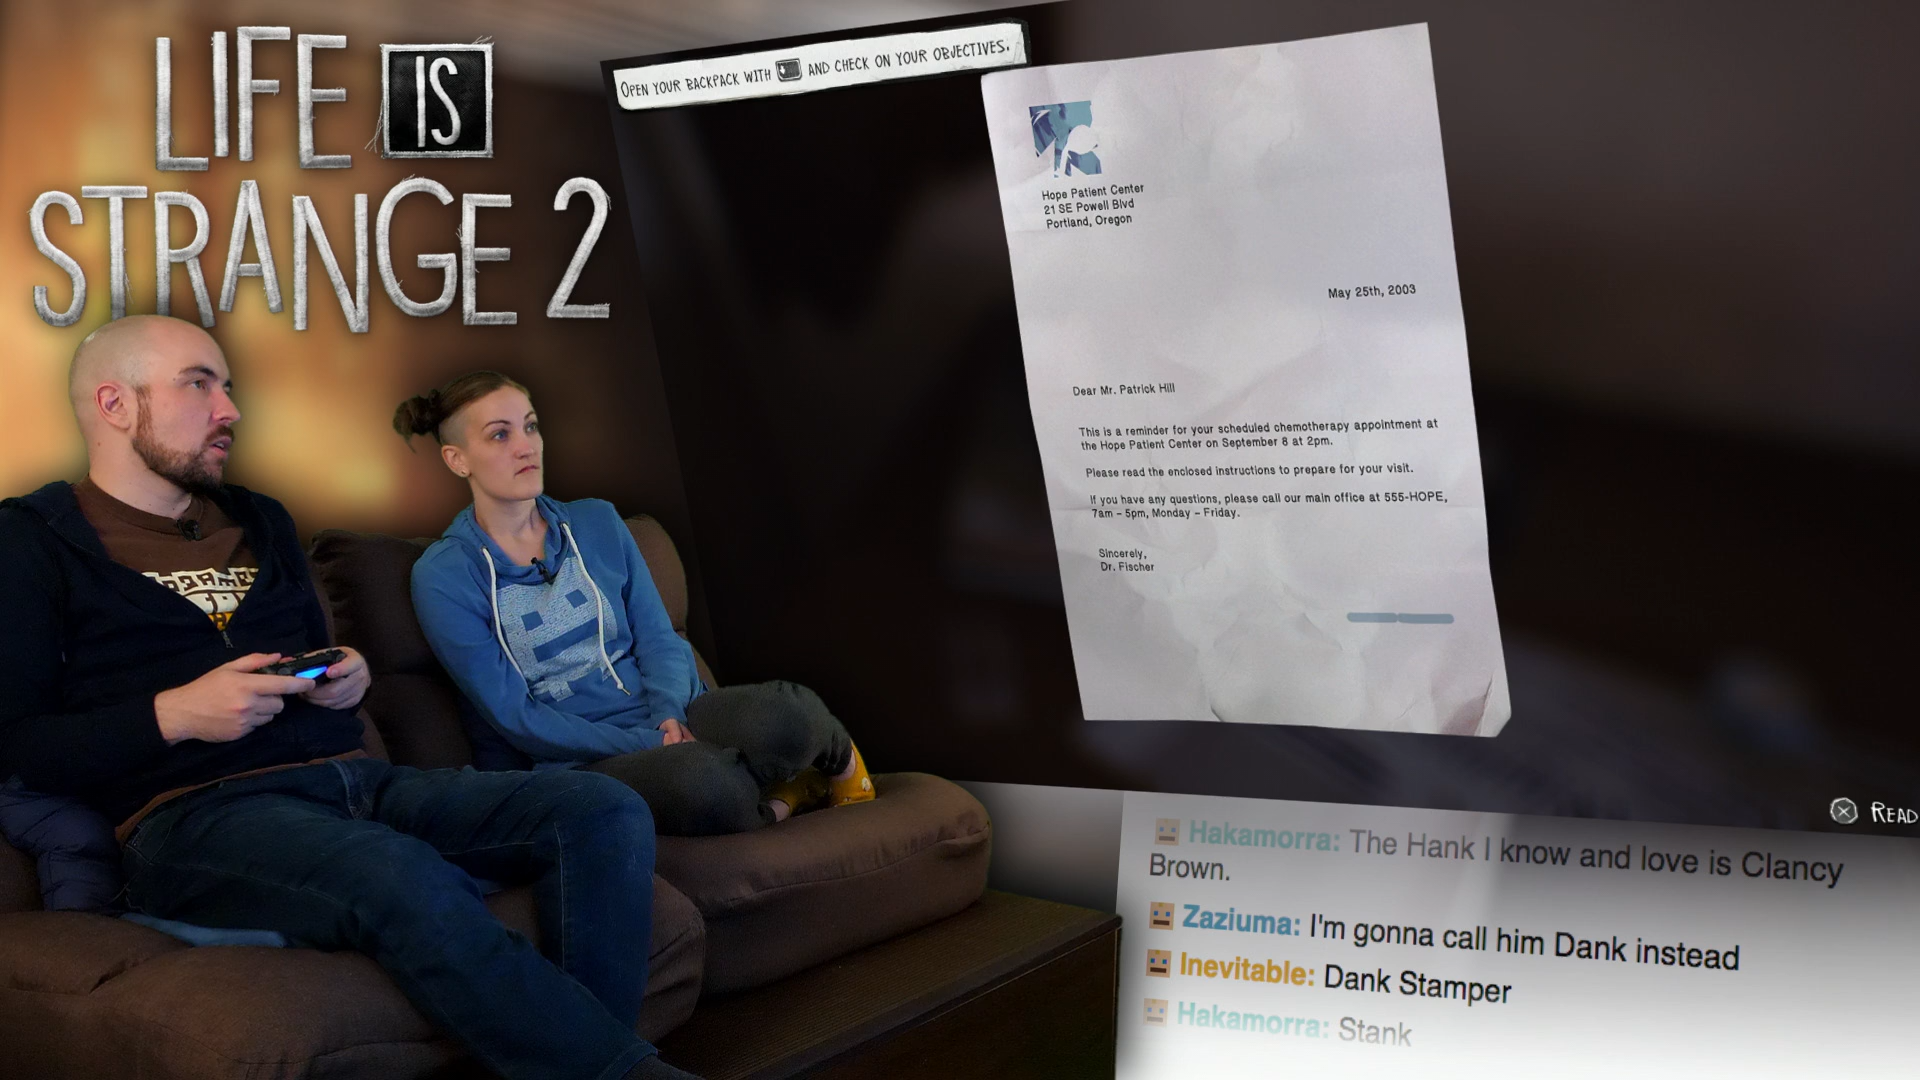 LIFE IS
STRANGE 2
OPEN YOUR BACKPACK WITH AND CHECK ON YOUR OBJECTIVES.
Hope Patient Center
21 SE Powell Blvd
Portland, Oregon
May 25th, 2003
Dear Mr. Patrick Hill
This is a reminder for your scheduled chemotherapy appointment at
the Hope Patient Center on September 8 at 2pm.
Please read the enclosed instructions to prepare for your visit.
If you have any questions, please call our main office at 555-HOPE,
7am – 5pm, Monday – Friday.
Sincerely,
Dr. Fischer
READ
Hakamorra: The Hank I know and love is Clancy
Brown.
Zaziuma: I'm gonna call him Dank instead
Inevitable: Dank Stamper
Hakamorra: Stank